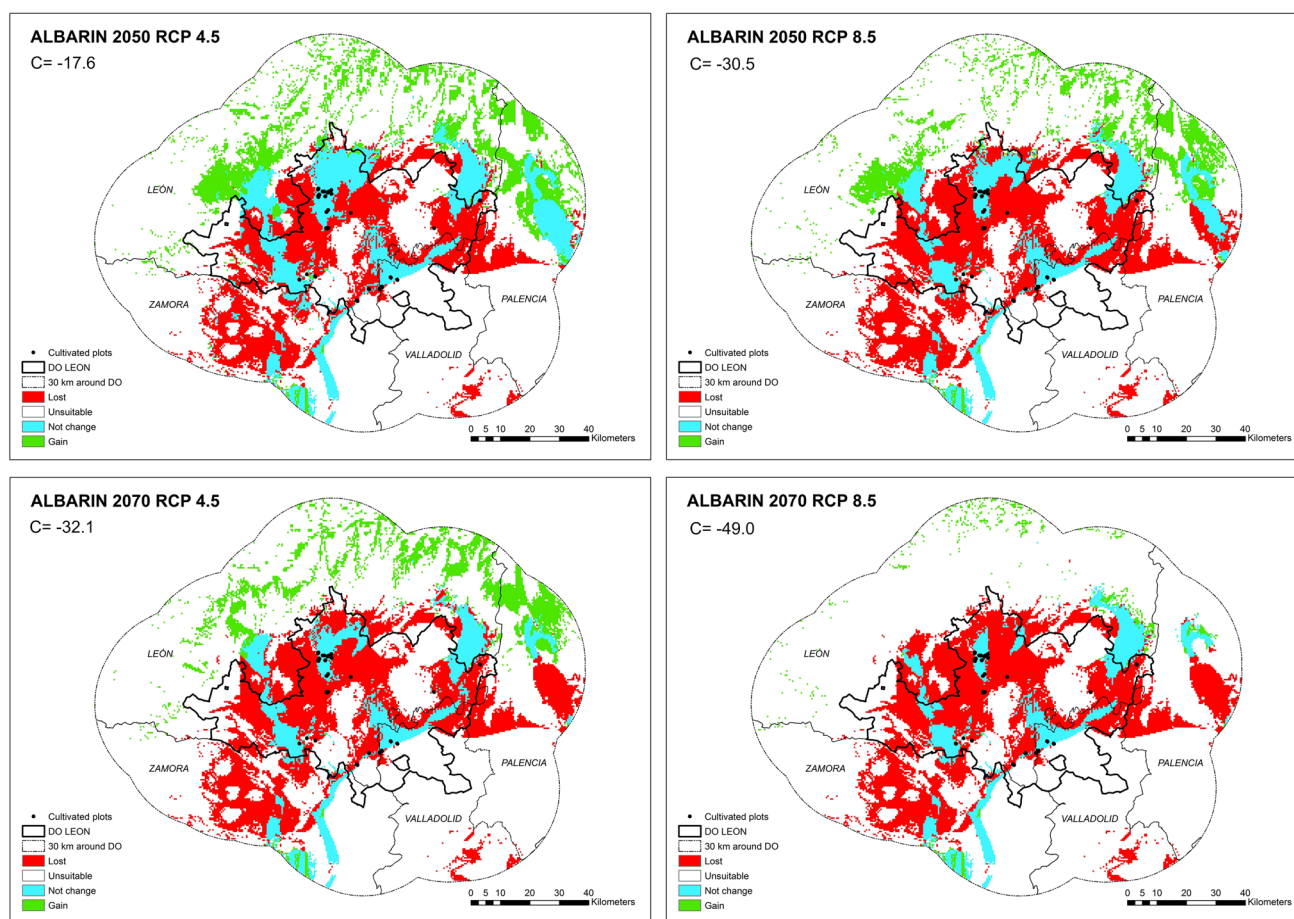 ALBARIN 2050 RCP 4.5
C= -17.6
LEÓN
ZAMORA
PALENCIA
VALLADOLID
Cultivated plots
DO LEON
30 km around DO
Lost
Unsuitable
Not change
Gain
0 5 10 20 30 40
Kilometers
ALBARIN 2050 RCP 8.5
C= -30.5
LEÓN
ZAMORA
PALENCIA
VALLADOLID
Cultivated plots
DO LEON
30 km around DO
Lost
Unsuitable
Not change
Gain
0 5 10 20 30 40
Kilometers
ALBARIN 2070 RCP 4.5
C= -32.1
LEÓN
ZAMORA
PALENCIA
VALLADOLID
Cultivated plots
DO LEON
30 km around DO
Lost
Unsuitable
Not change
Gain
0 5 10 20 30 40
Kilometers
ALBARIN 2070 RCP 8.5
C= -49.0
LEÓN
ZAMORA
PALENCIA
VALLADOLID
Cultivated plots
DO LEON
30 km around DO
Lost
Unsuitable
Not change
Gain
0 5 10 20 30 40
Kilometers